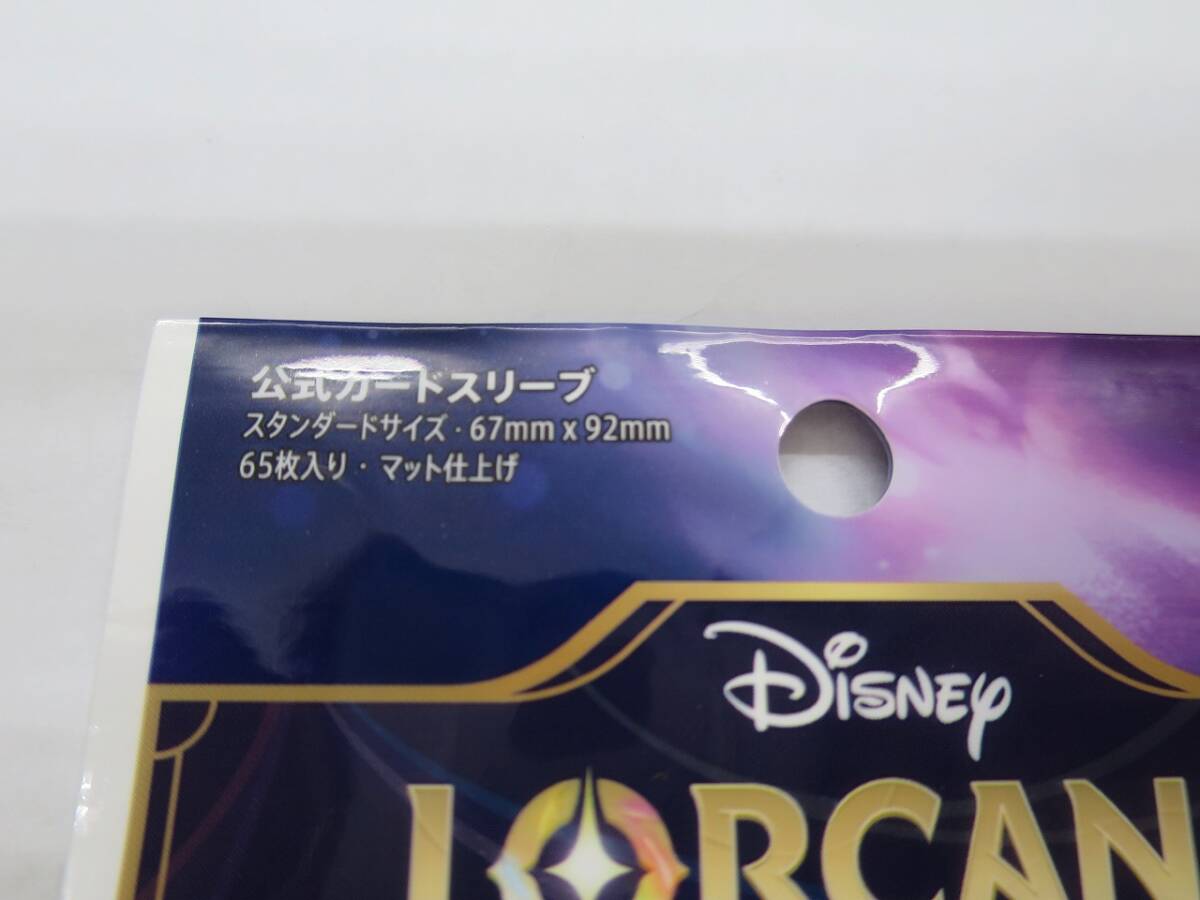 公式カードスリーブ
スタンダードサイズ・67mm x 92mm
65枚入り・マット仕上げ
Disney
LORCAN